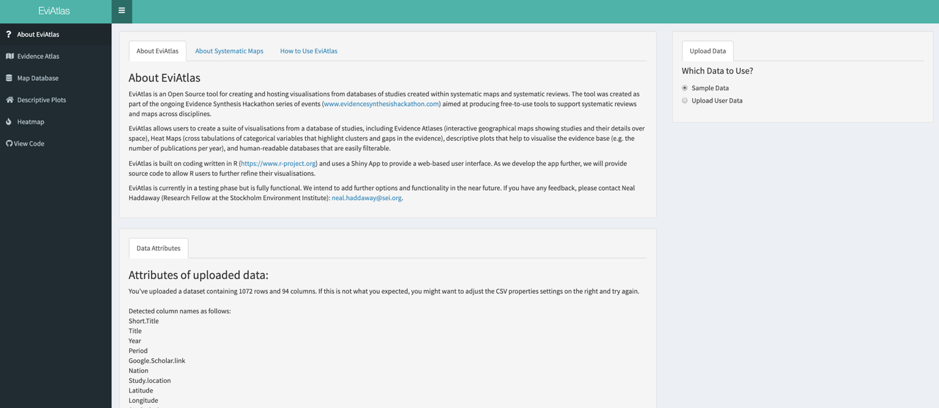 EviAtlas
About EviAtlas
Evidence Atlas
Map Database
Descriptive Plots
Heatmap
View Code
About EviAtlas
About Systematic Maps
How to Use EviAtlas
About EviAtlas
EviAtlas is an Open Source tool for creating and hosting visualisations from databases of studies created within systematic maps and systematic reviews. The tool was created as
part of the ongoing Evidence Synthesis Hackathon series of events (www.evidencesynthesishackathon.com) aimed at producing free-to-use tools to support systematic reviews
and maps across disciplines.
EviAtlas allows users to create a suite of visualisations from a database of studies, including Evidence Atlases (interactive geographical maps showing studies and their details over
space), Heat Maps (cross tabulations of categorical variables that highlight clusters and gaps in the evidence), descriptive plots that help to visualise the evidence base (e.g. the
number of publications per year), and human-readable databases that are easily filterable.
EviAtlas is built on coding written in R (https://www.r-project.org) and uses a Shiny App to provide a web-based user interface. As we develop the app further, we will provide
source code to allow R users to further refine their visualisations.
EviAtlas is currently in a testing phase but is fully functional. We intend to add further options and functionality in the near future. If you have any feedback, please contact Neal
Haddaway (Research Fellow at the Stockholm Environment Institute): neal.haddaway@sei.org.
Data Attributes
Attributes of uploaded data:
You've uploaded a dataset containing 1072 rows and 94 columns. If this is not what you expected, you might want to adjust the CSV properties settings on the right and try again.
Detected column names as follows:
Short.Title
Title
Year
Period
Google.Scholar.link
Nation
Study.location
Latitude
Longitude
Upload Data
Which Data to Use?
Sample Data
Upload User Data